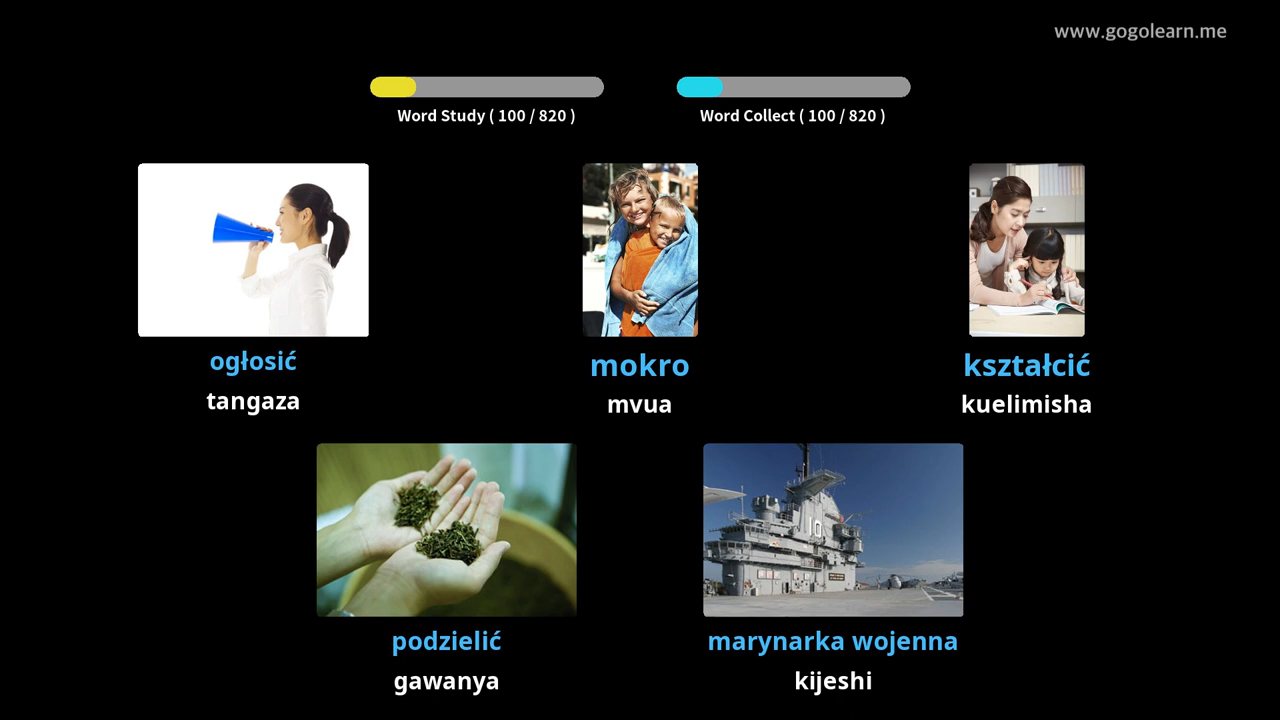 www.gogolearn.me
Word Study ( 100 / 820 )
Word Collect ( 100 / 820 )
ogłosić
tangaza
mokro
mvua
kształcić
kuelimisha
podzielić
gawanya
marynarka wojenna
kijeshi
10